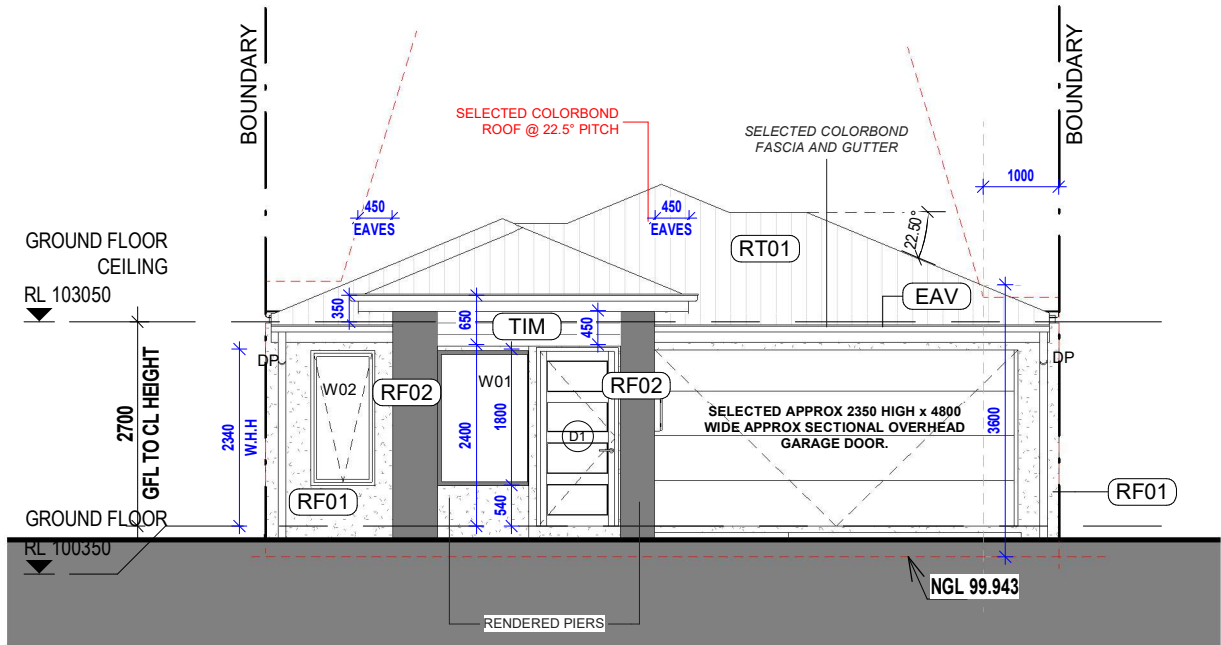 BOUNDARY
BOUNDARY
SELECTED COLORBOND
ROOF @ 22.5° PITCH
SELECTED COLORBOND
FASCIA AND GUTTER
1000
450
EAVES
450
EAVES
22.50°
RT01
GROUND FLOOR
CEILING
RL 103050
EAV
350
650
TIM
450
DP
DP
W02
RF02
W01
RF02
2700
GFL TO CL HEIGHT
2340
W.H.H
2400
1800
D1
SELECTED APPROX 2350 HIGH x 4800
WIDE APPROX SECTIONAL OVERHEAD
GARAGE DOOR.
3600
RF01
540
RF01
GROUND FLOOR
RL 100350
NGL 99.943
RENDERED PIERS